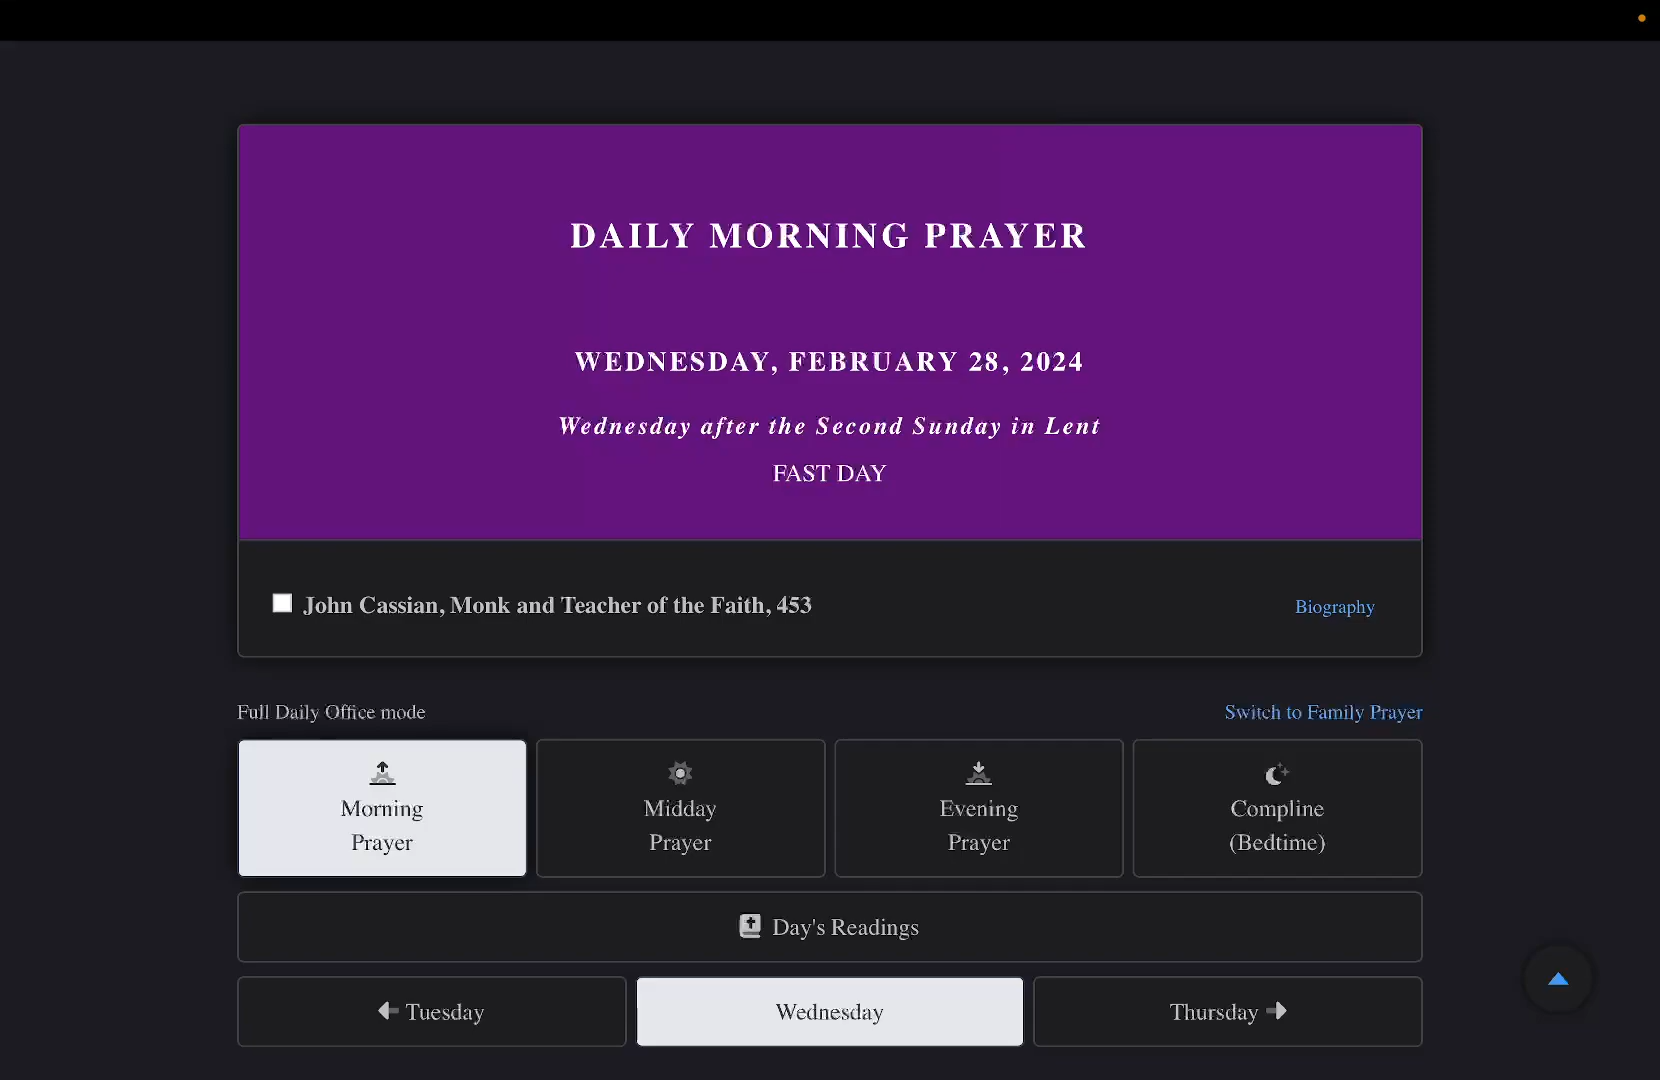 DAILY MORNING PRAYER
WEDNESDAY, FEBRUARY 28, 2024
Wednesday after the Second Sunday in Lent
FAST DAY
John Cassian, Monk and Teacher of the Faith, 453
Biography
Full Daily Office mode
Switch to Family Prayer
Morning
Prayer
Midday
Prayer
Evening
Prayer
Compline
(Bedtime)
Day's Readings
Tuesday
Wednesday
Thursday